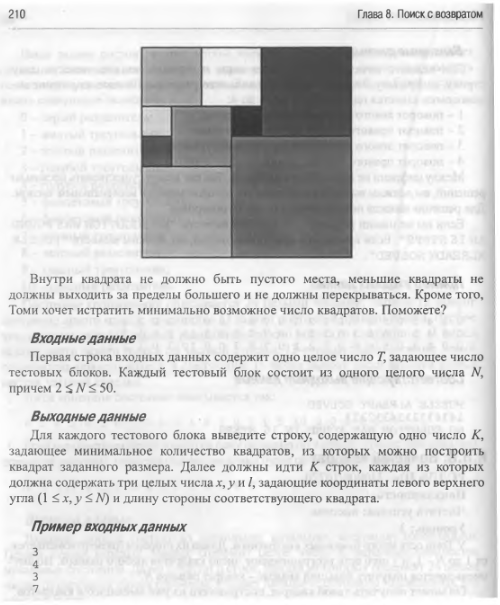 210
Глава 8. Поиск с возвратом
Внутри квадрата не должно быть пустого места, меньшие квадраты не
должны выходить за пределы большего и не должны перекрываться. Кроме того,
Томи хочет истратить минимально возможное число квадратов. Поможете?
Входные данные
Первая строка входных данных содержит одно целое число T, задающее число
тестовых блоков. Каждый тестовый блок состоит из одного целого числа N,
причем 2 ≤ N ≤ 50.
Выходные данные
Для каждого тестового блока выведите строку, содержащую одно число K,
задающее минимальное количество квадратов, из которых можно построить
квадрат заданного размера. Далее должны идти K строк, каждая из которых
должна содержать три целых числа x, y и l, задающие координаты левого верхнего
угла (1 ≤ x, y ≤ N) и длину стороны соответствующего квадрата.
Пример входных данных
3
4
3
7